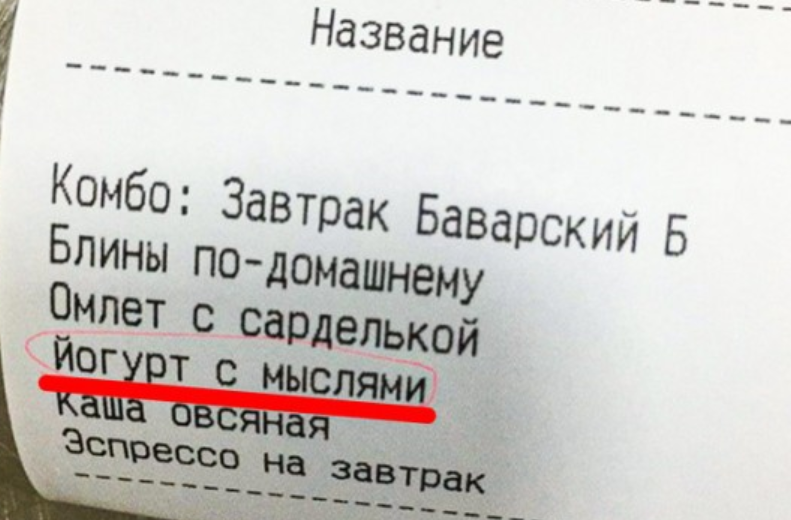 Название
Комбо: Завтрак Баварский Б
Блины по-домашнему
Омлет с сарделькой
йогурт с мыслями
Каша овсяная
Эспрессо на завтрак